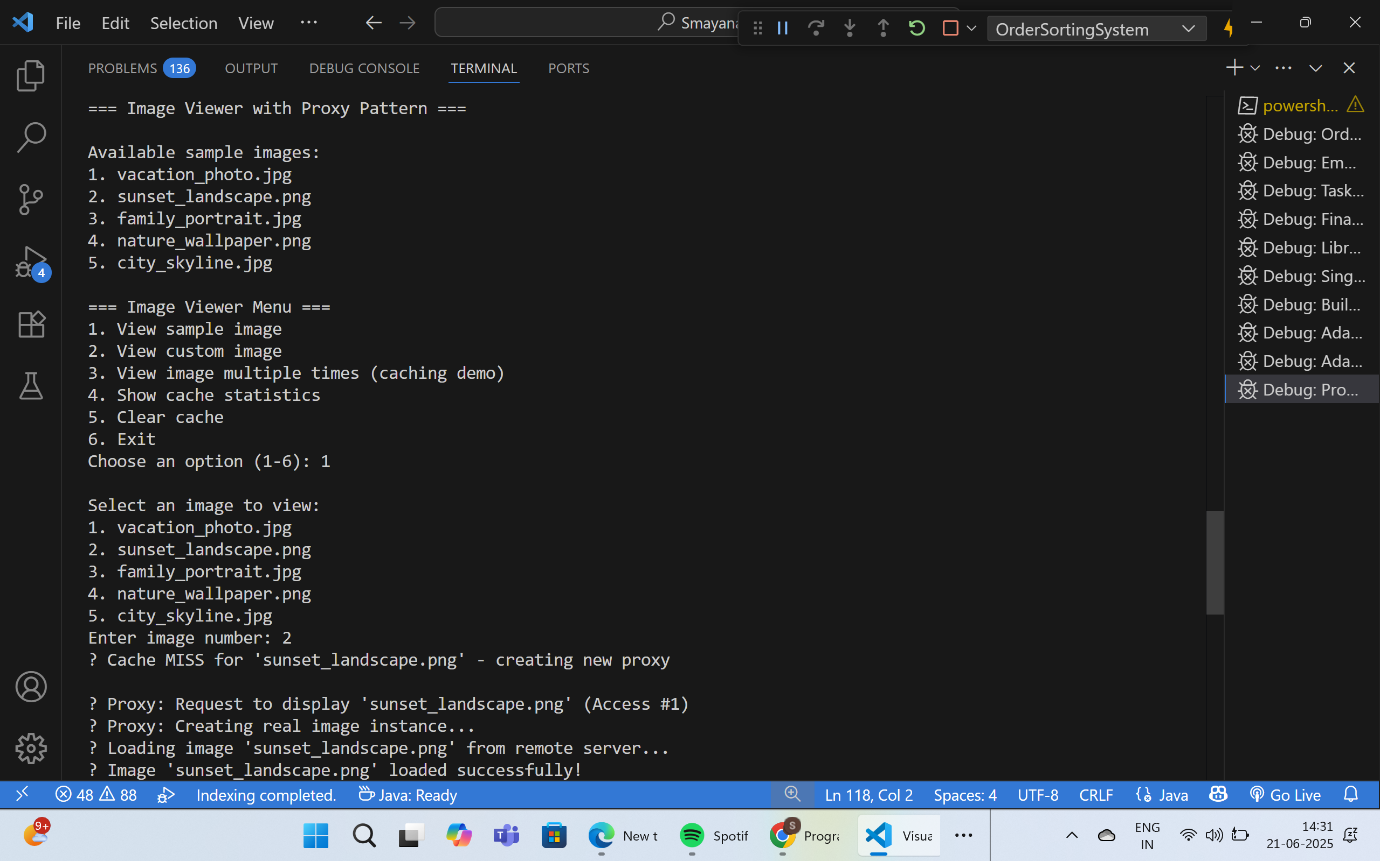 File Edit Selection View ... Smayana OrderSortingSystem
PROBLEMS 136 OUTPUT DEBUG CONSOLE TERMINAL PORTS
=== Image Viewer with Proxy Pattern ===
Available sample images:
1. vacation_photo.jpg
2. sunset_landscape.png
3. family_portrait.jpg
4. nature_wallpaper.png
5. city_skyline.jpg
=== Image Viewer Menu ===
1. View sample image
2. View custom image
3. View image multiple times (caching demo)
4. Show cache statistics
5. Clear cache
6. Exit
Choose an option (1-6): 1
Select an image to view:
1. vacation_photo.jpg
2. sunset_landscape.png
3. family_portrait.jpg
4. nature_wallpaper.png
5. city_skyline.jpg
Enter image number: 2
? Cache MISS for 'sunset_landscape.png' - creating new proxy
? Proxy: Request to display 'sunset_landscape.png' (Access #1)
? Proxy: Creating real image instance...
? Loading image 'sunset_landscape.png' from remote server...
? Image 'sunset_landscape.png' loaded successfully!
powersh...
Debug: Ord...
Debug: Em...
Debug: Task...
Debug: Fina...
Debug: Libr...
Debug: Sing...
Debug: Buil...
Debug: Ada...
Debug: Ada...
Debug: Pro...
4
48 88 Indexing completed. Java: Ready Ln 118, Col 2 Spaces: 4 UTF-8 CRLF Java Go Live
9+ New t Spotif S Progra Visua ... ENG IN 14:31 21-06-2025